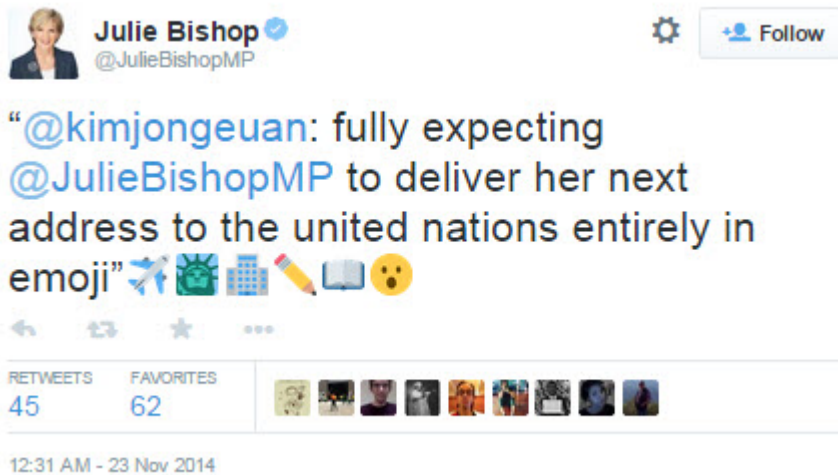 Julie Bishop
@JulieBishopMP
Follow
“@kimjongeuan: fully expecting
@JulieBishopMP to deliver her next
address to the united nations entirely in
emoji”✈️🗽🏢✏️📖😮
RETWEETS FAVORITES
45 62
12:31 AM - 23 Nov 2014